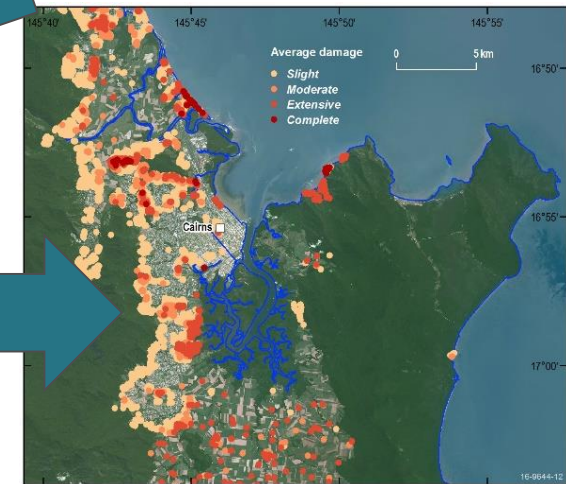 145°40'
145°45'
145°50'
145°55'
Average damage
0 5 km
Slight
Moderate
Extensive
Complete
16°50'
16°55'
Cairns
17°00'
16-9644-12